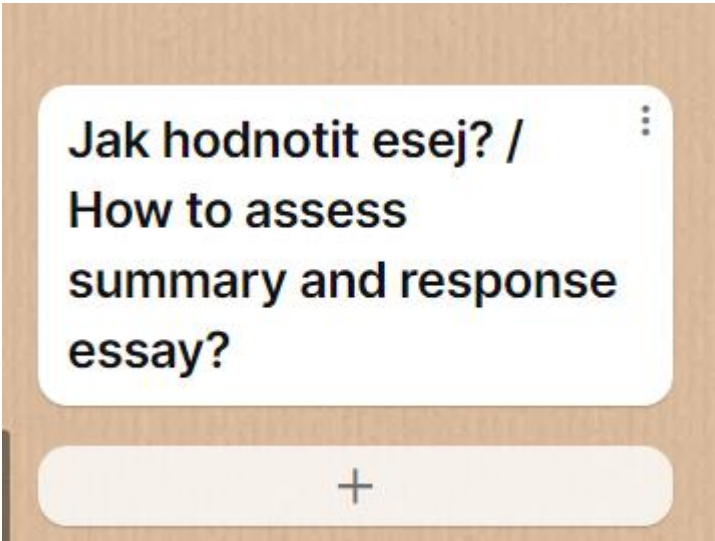 Jak hodnotit esej? /
How to assess
summary and response
essay?